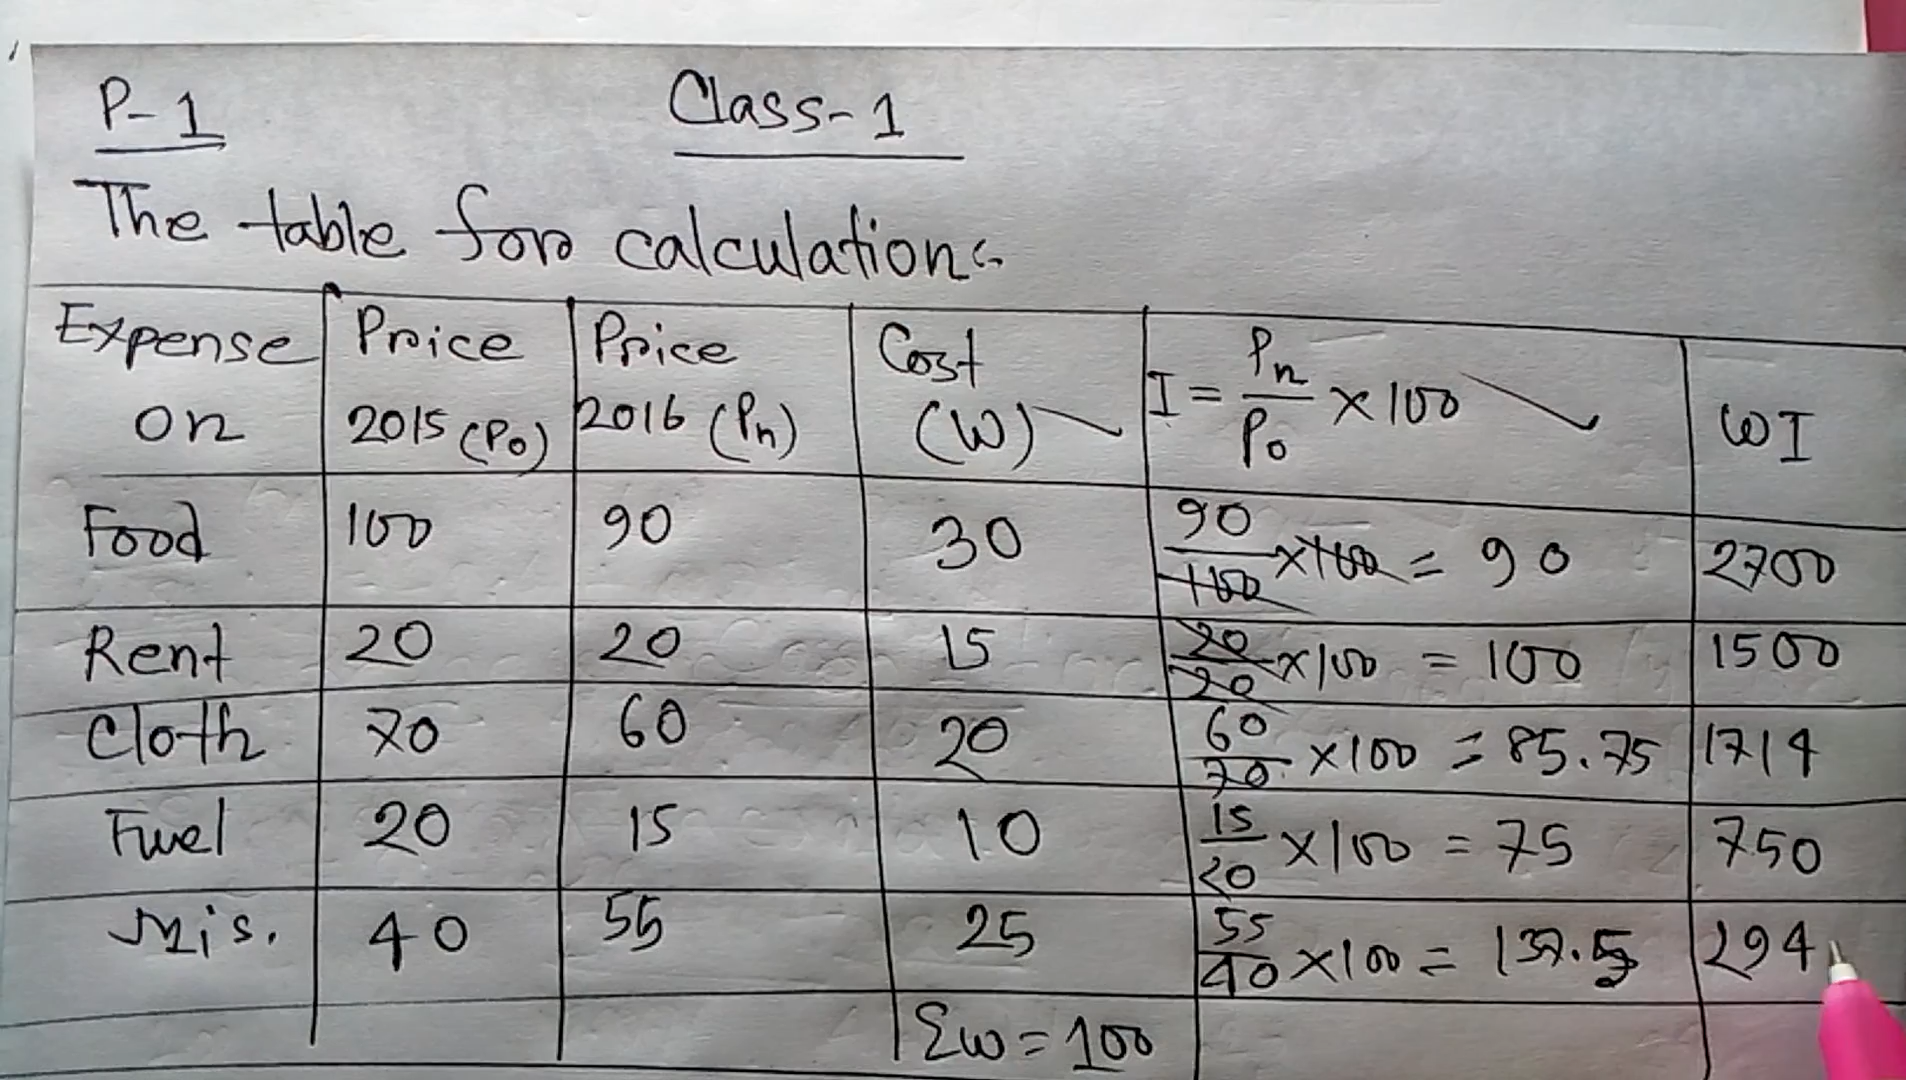 P-1 Class-1
The table for calculation:-
Expense on | Price 2015 (P₀) | Price 2016 (Pn) | Cost (W) | I = Pn/P₀ × 100 | WI
Food | 100 | 90 | 30 | 90/100 × 100 = 90 | 2700
Rent | 20 | 20 | 15 | 20/20 × 100 = 100 | 1500
Cloth | 70 | 60 | 20 | 60/70 × 100 = 85.75 | 1714
Fuel | 20 | 15 | 10 | 15/20 × 100 = 75 | 750
Mis. | 40 | 55 | 25 | 55/40 × 100 = 137.5 | 294
Σw = 100